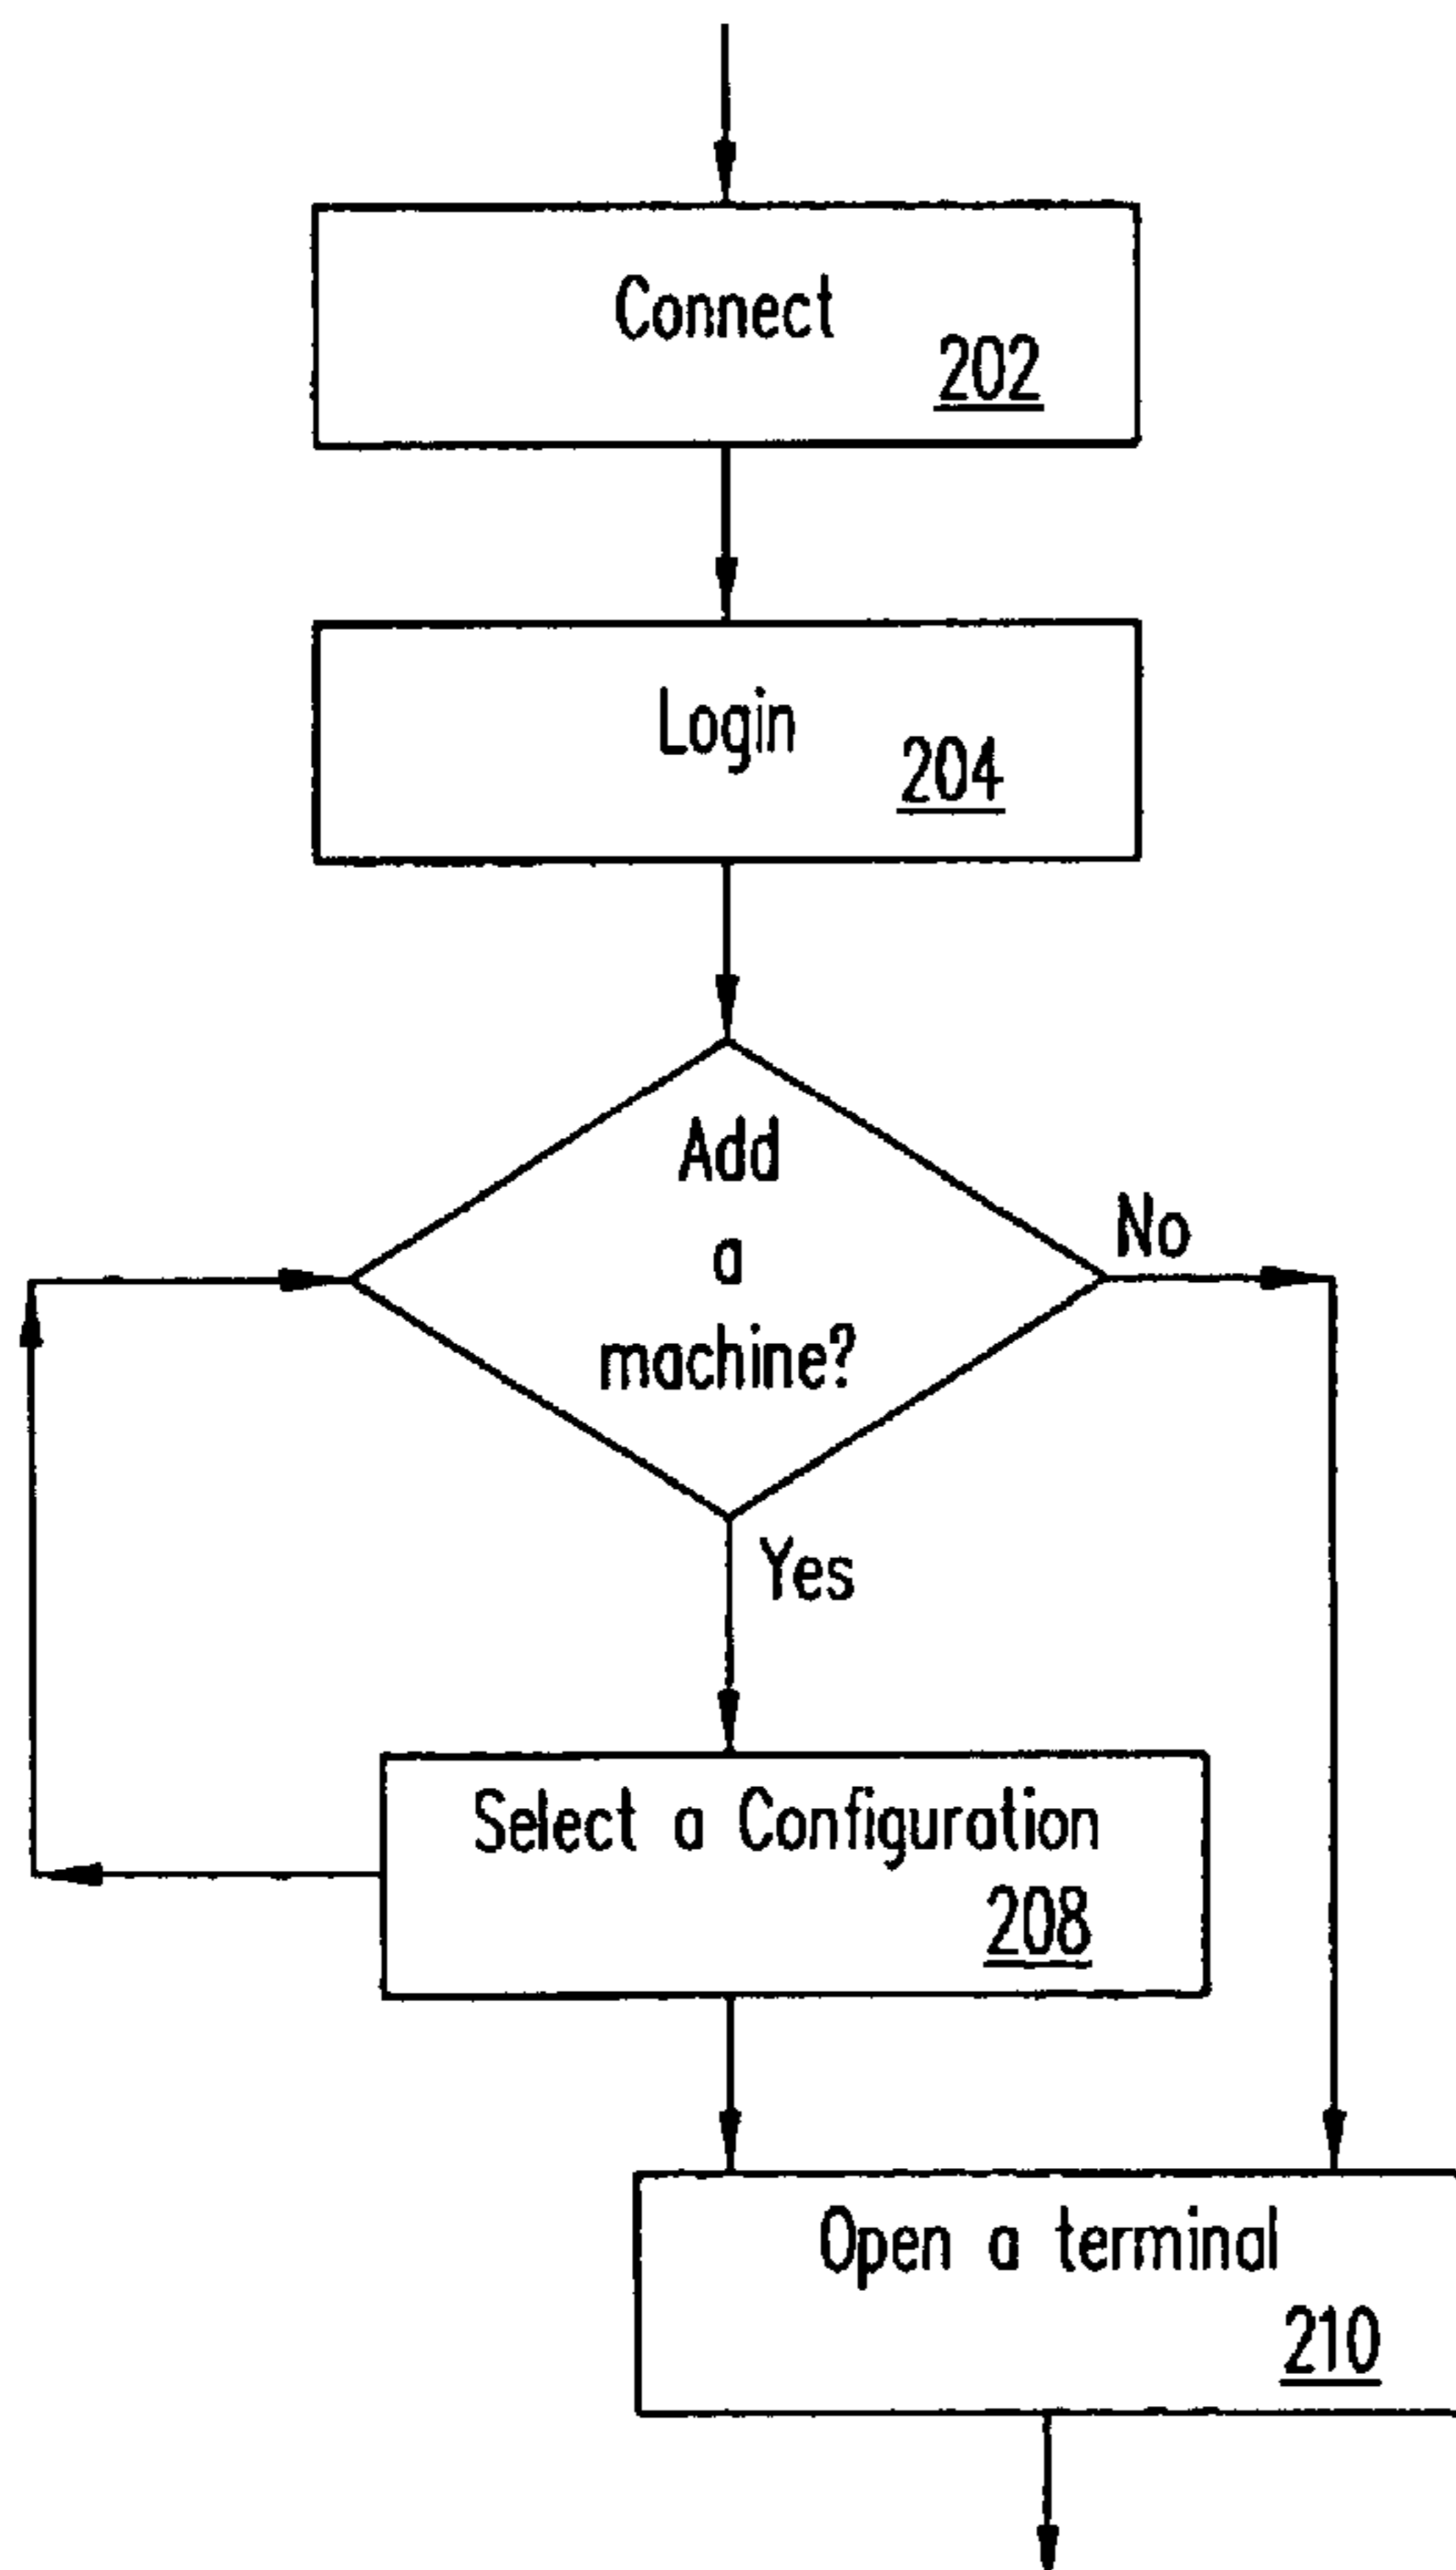 Connect
202
Login
204
Add
a
machine?
No
Yes
Select a Configuration
208
Open a terminal
210